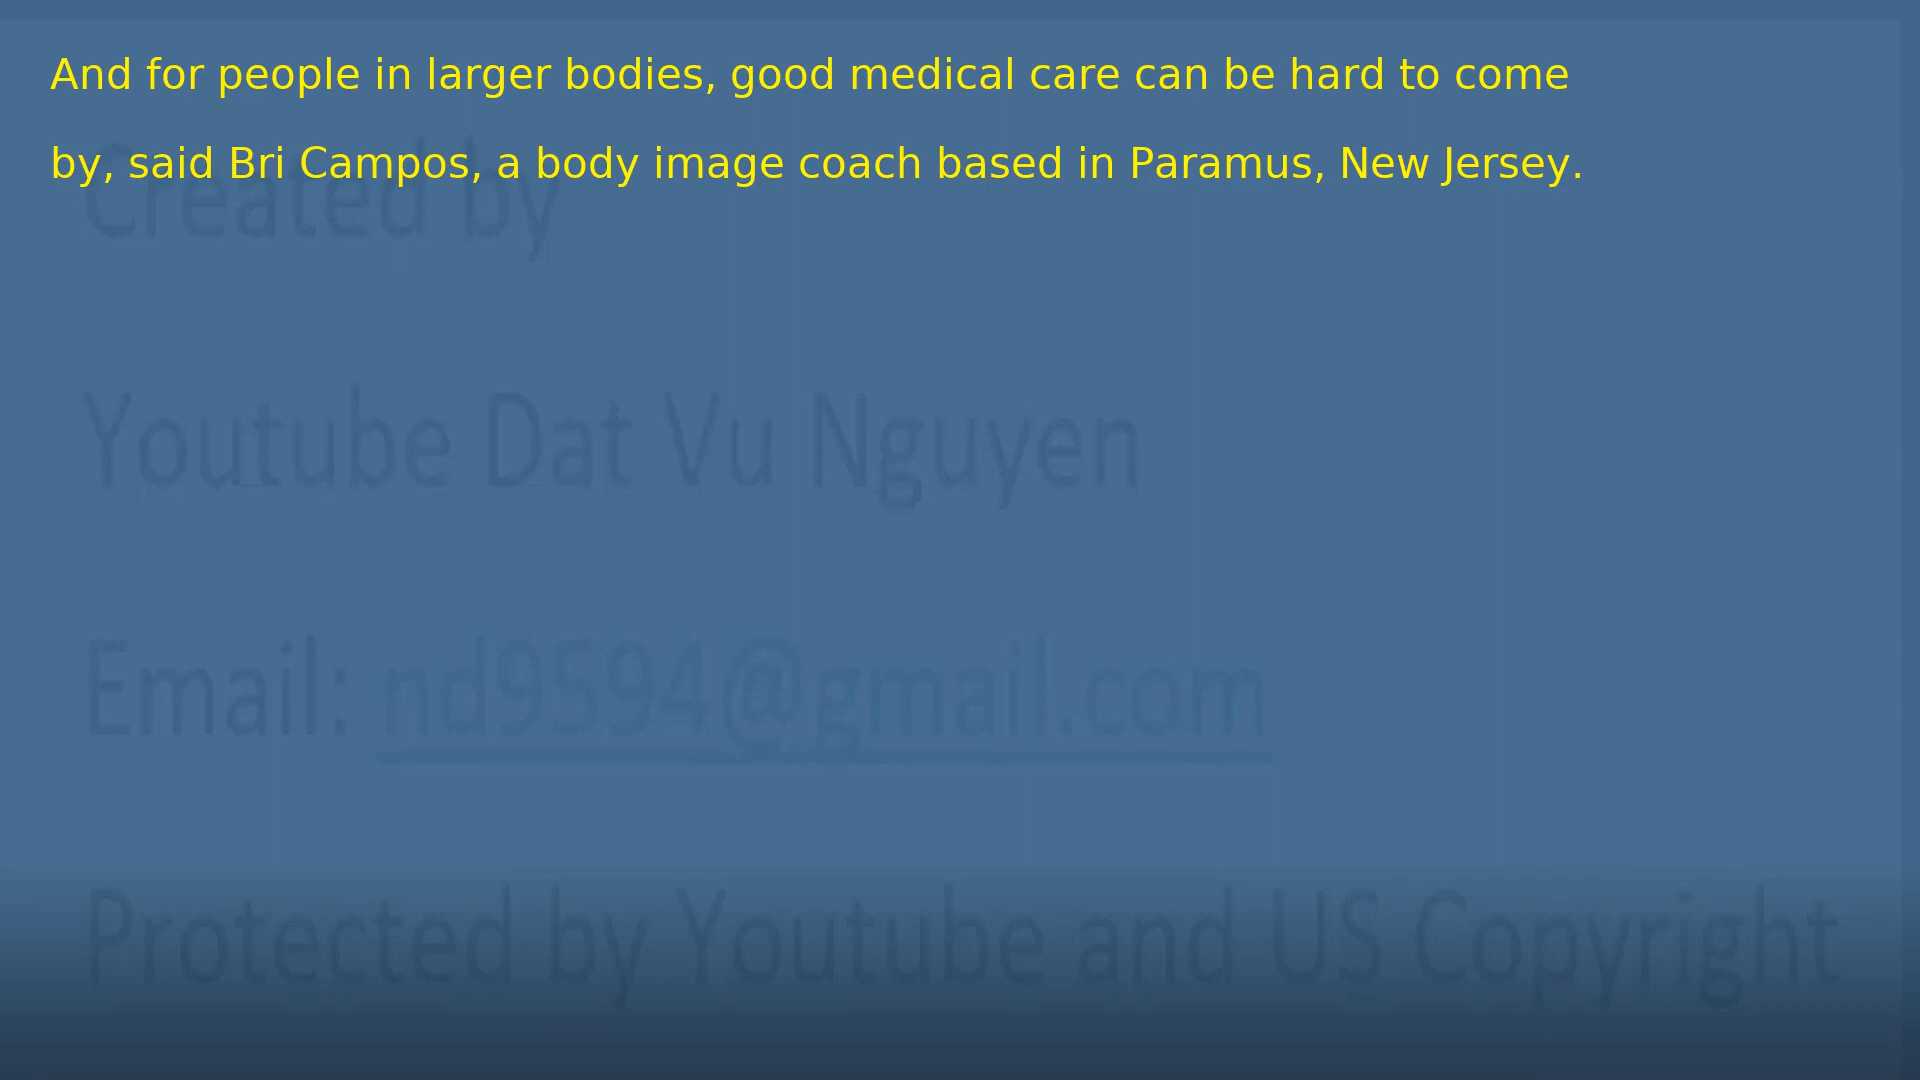 And for people in larger bodies, good medical care can be hard to come
by, said Bri Campos, a body image coach based in Paramus, New Jersey.
Created by
Youtube Dat Vu Nguyen
Email: nd9594@gmail.com
Protected by Youtube and US Copyright